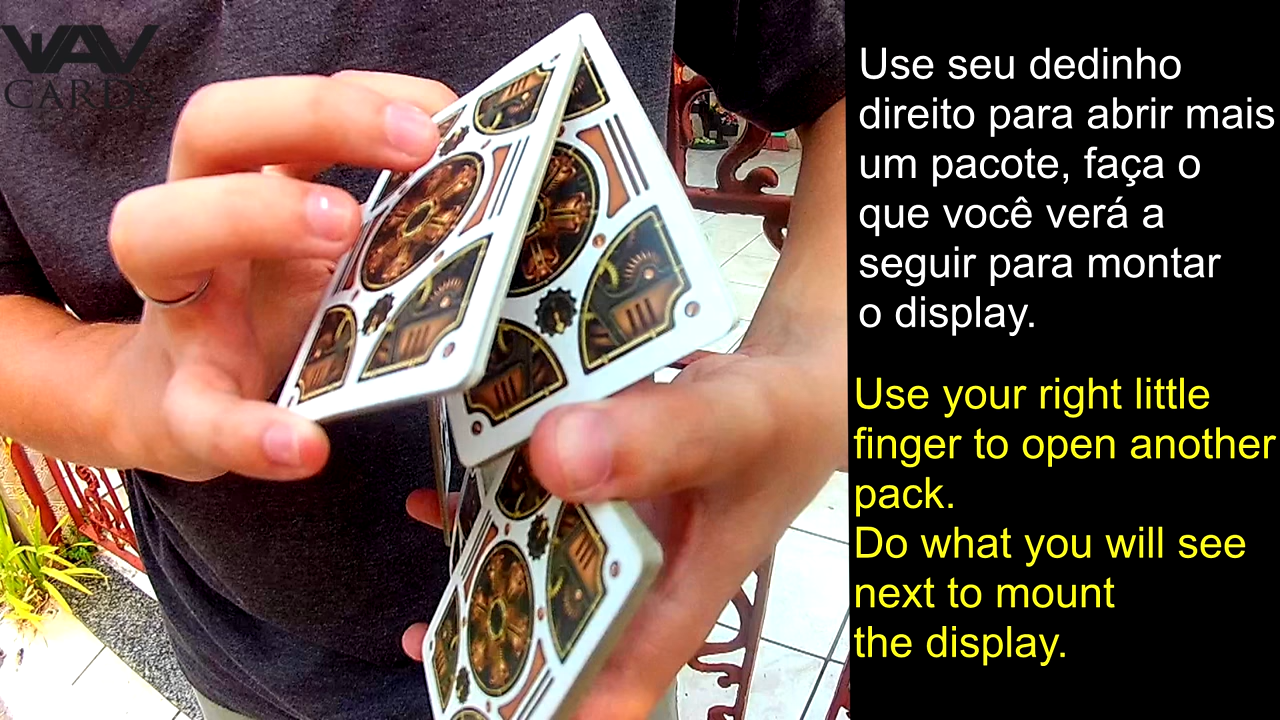 WAV
CARDS
Use seu dedinho
direito para abrir mais
um pacote, faça o
que você verá a
seguir para montar
o display.
Use your right little
finger to open another
pack.
Do what you will see
next to mount
the display.